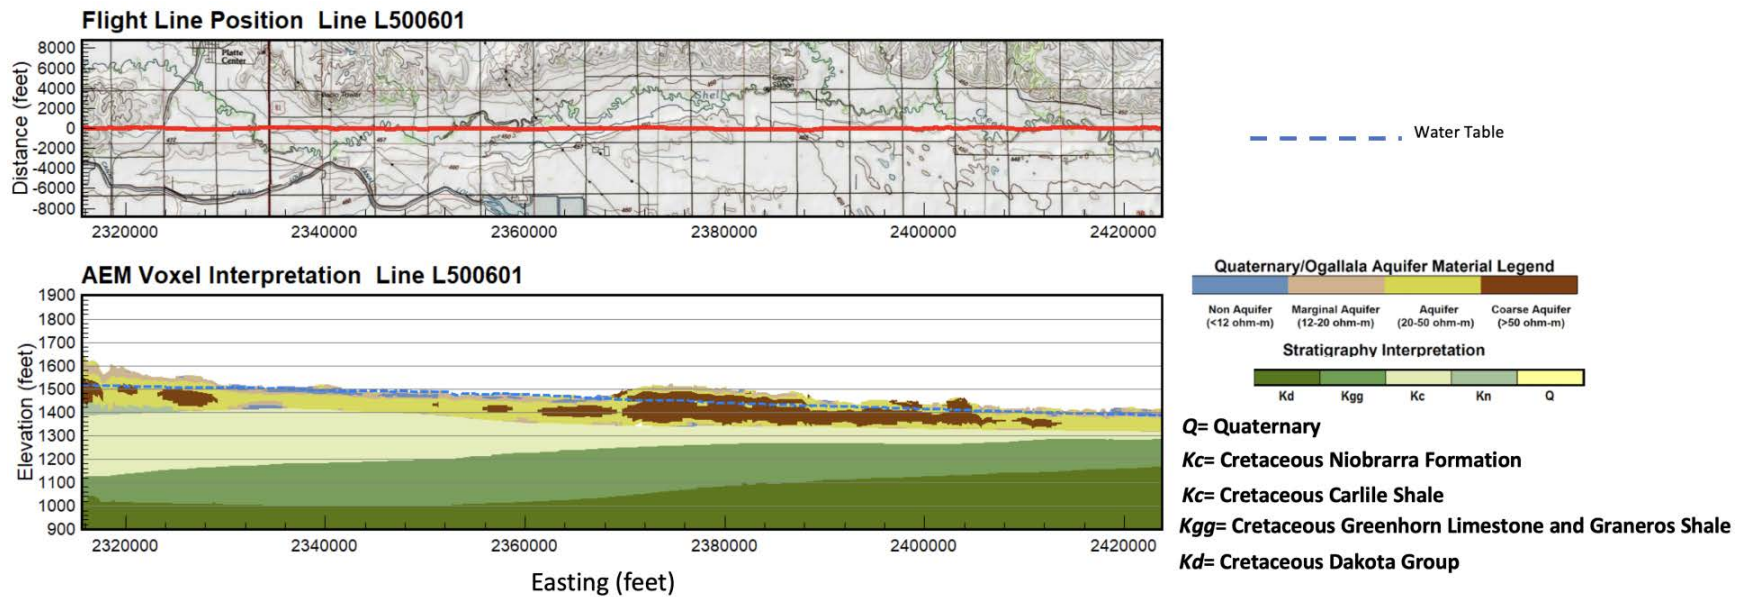 Flight Line Position Line L500601
Distance (feet)
8000
6000
4000
2000
0
-2000
-4000
-6000
-8000
Platte
Center
Shell
CANAL
2320000 2340000 2360000 2380000 2400000 2420000
Water Table
AEM Voxel Interpretation Line L500601
Elevation (feet)
1900
1800
1700
1600
1500
1400
1300
1200
1100
1000
900
2320000 2340000 2360000 2380000 2400000 2420000
Easting (feet)
Quaternary/Ogallala Aquifer Material Legend
Non Aquifer Marginal Aquifer Aquifer Coarse Aquifer
(<12 ohm-m) (12-20 ohm-m) (20-50 ohm-m) (>50 ohm-m)
Stratigraphy Interpretation
Kd Kgg Kc Kn Q
Q= Quaternary
Kc= Cretaceous Niobrarra Formation
Kc= Cretaceous Carlile Shale
Kgg= Cretaceous Greenhorn Limestone and Graneros Shale
Kd= Cretaceous Dakota Group